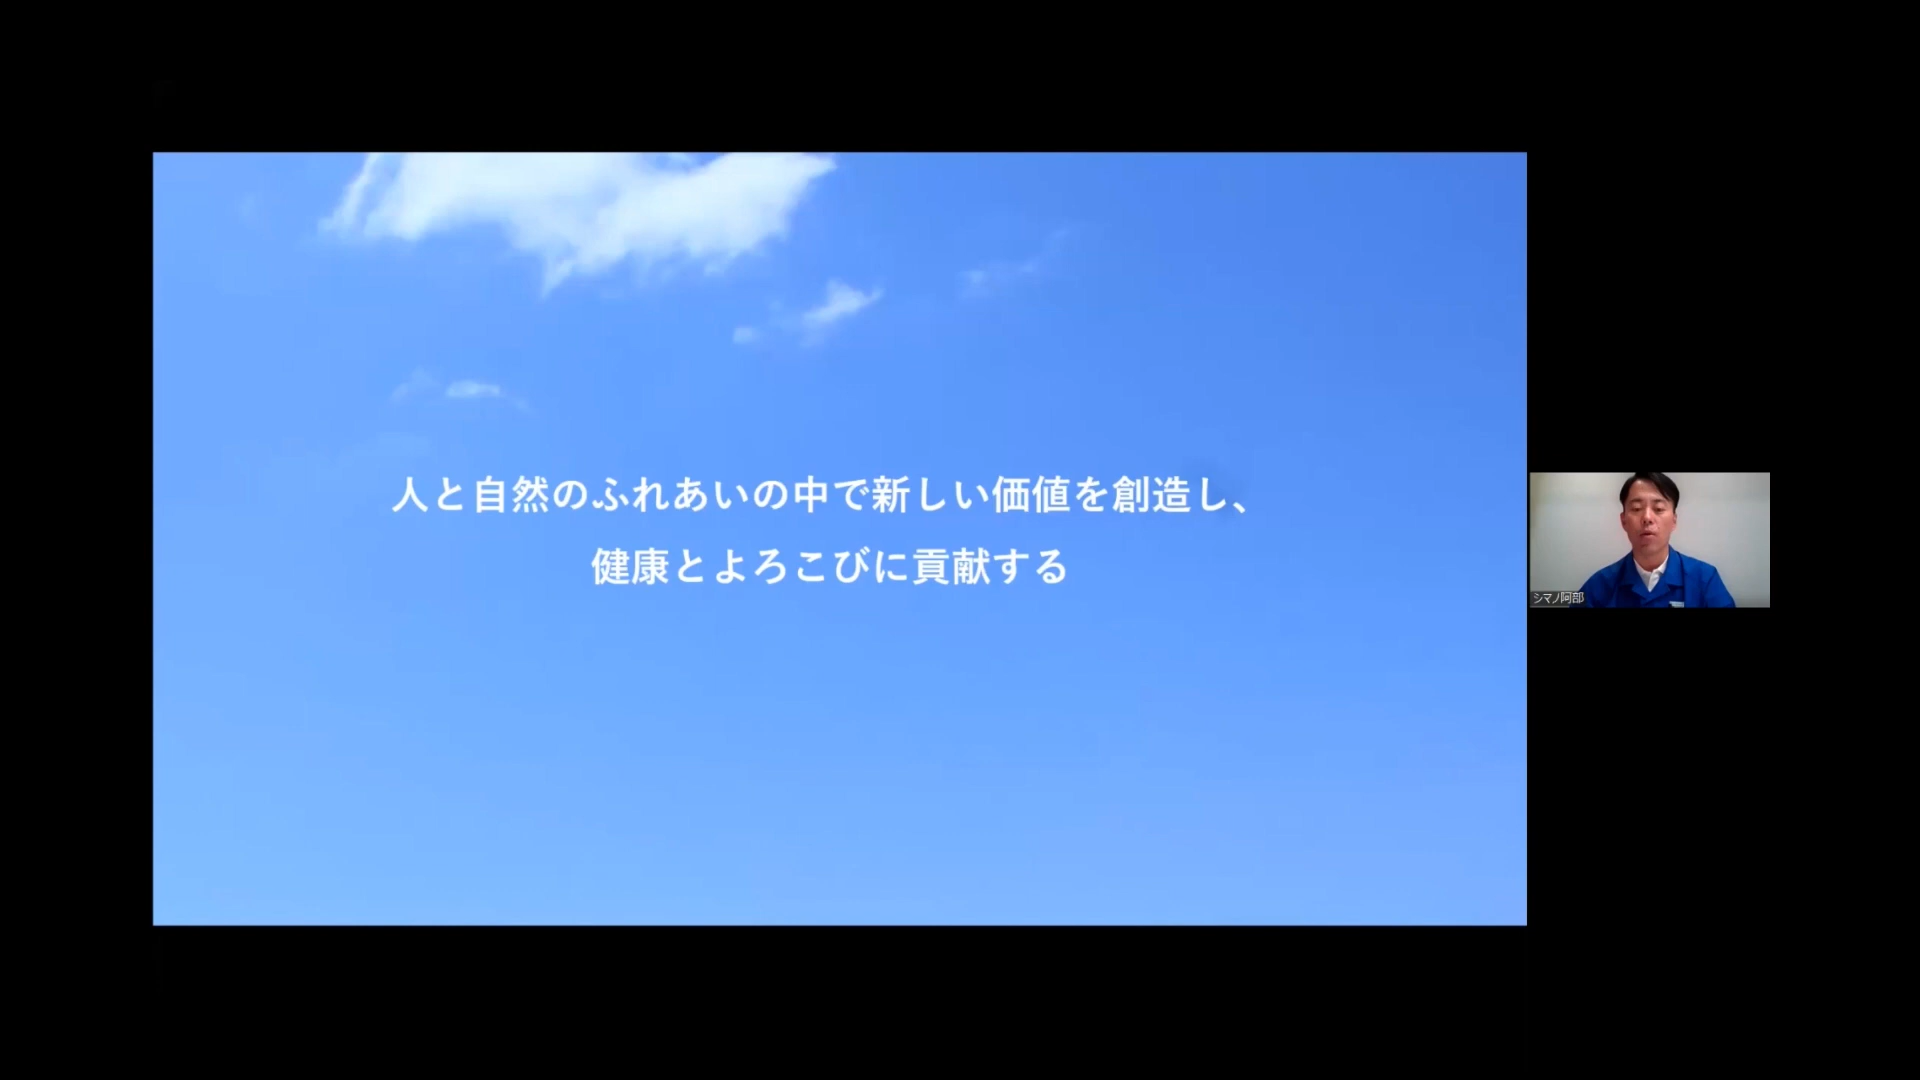 人と自然のふれあいの中で新しい価値を創造し、
健康とよろこびに貢献する
シマノ阿部